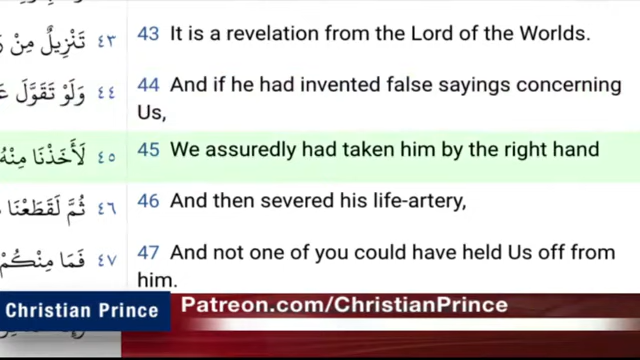 ٤٣ تَنْزِيلٌ مِنْ
43 It is a revelation from the Lord of the Worlds.
٤٤ وَلَوْ تَقَوَّلَ
44 And if he had invented false sayings concerning
Us,
٤٥ لَأَخَذْنَا مِنْهُ
45 We assuredly had taken him by the right hand
٤٦ ثُمَّ لَقَطَعْنَا
46 And then severed his life-artery,
٤٧ فَمَا مِنْكُمْ
47 And not one of you could have held Us off from
him.
Christian Prince
Patreon.com/ChristianPrince